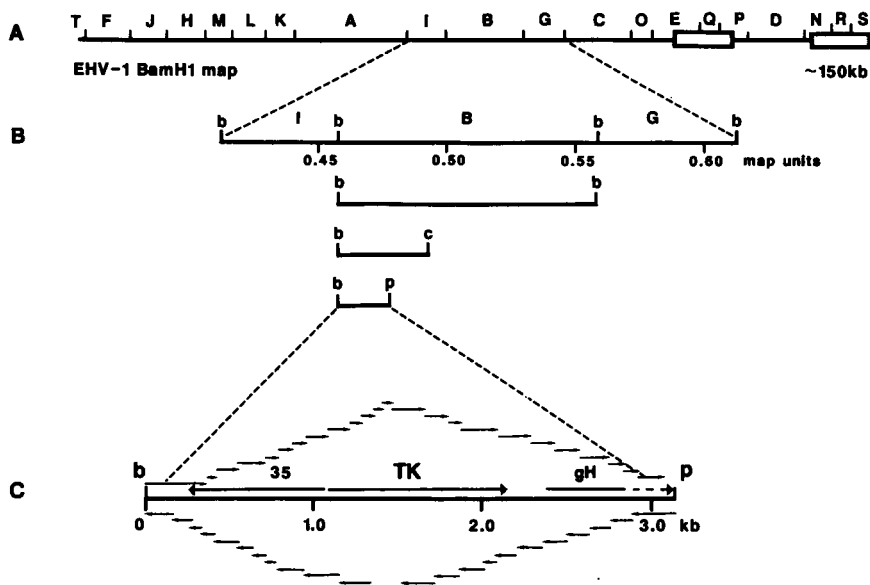 T F J H M L K A I B G C O E Q P D N R S
A
EHV-1 BamH1 map ~150kb
b I b B b G b
B
0.45 0.50 0.55 0.60 map units
b b
b c
b p
b 35 TK gH p
C
0 1.0 2.0 3.0 kb